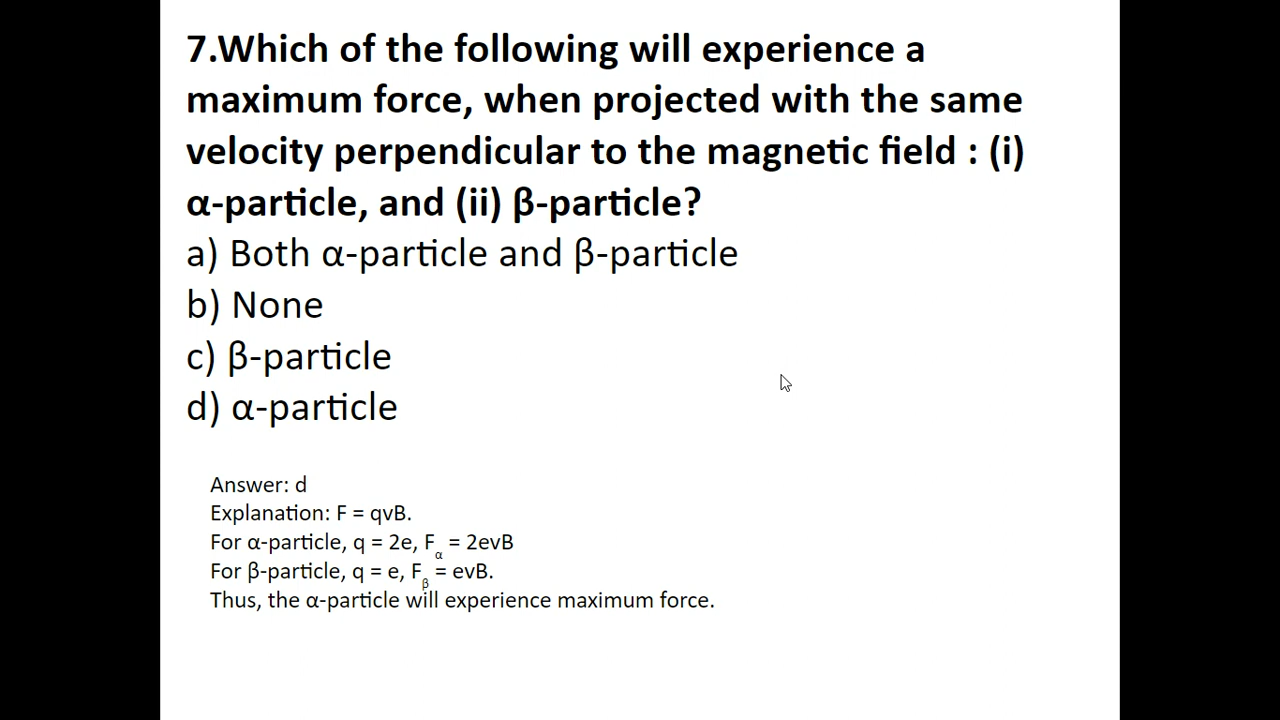 7.Which of the following will experience a
maximum force, when projected with the same
velocity perpendicular to the magnetic field : (i)
α-particle, and (ii) β-particle?
a) Both α-particle and β-particle
b) None
c) β-particle
d) α-particle
Answer: d
Explanation: F = qvB.
For α-particle, q = 2e, Fα = 2evB
For β-particle, q = e, Fβ = evB.
Thus, the α-particle will experience maximum force.